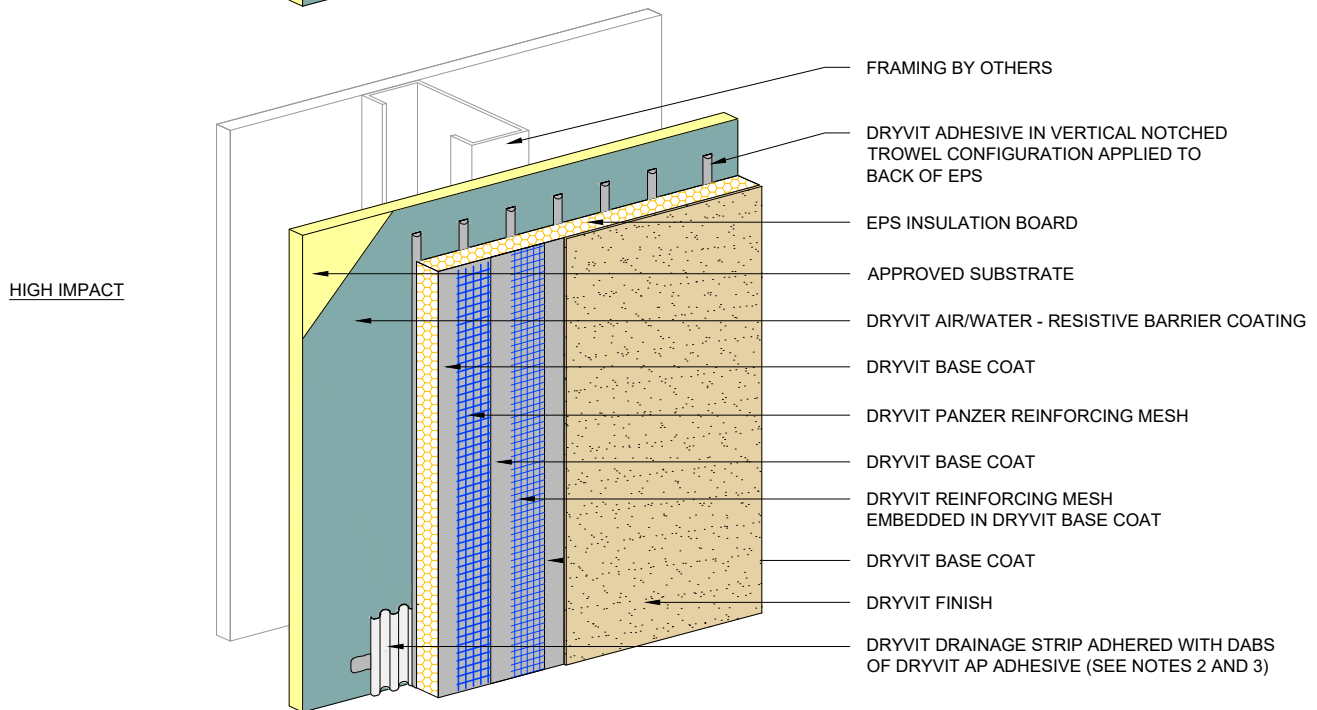 FRAMING BY OTHERS
DRYVIT ADHESIVE IN VERTICAL NOTCHED
TROWEL CONFIGURATION APPLIED TO
BACK OF EPS
EPS INSULATION BOARD
APPROVED SUBSTRATE
HIGH IMPACT
DRYVIT AIR/WATER - RESISTIVE BARRIER COATING
DRYVIT BASE COAT
DRYVIT PANZER REINFORCING MESH
DRYVIT BASE COAT
DRYVIT REINFORCING MESH
EMBEDDED IN DRYVIT BASE COAT
DRYVIT BASE COAT
DRYVIT FINISH
DRYVIT DRAINAGE STRIP ADHERED WITH DABS
OF DRYVIT AP ADHESIVE (SEE NOTES 2 AND 3)